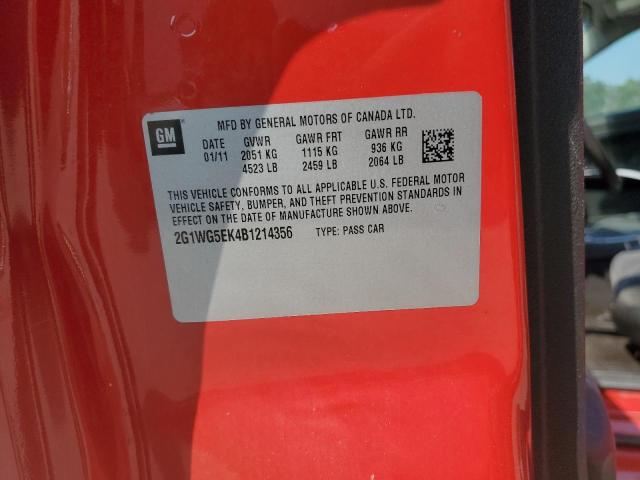 GM
MFD BY GENERAL MOTORS OF CANADA LTD.
DATE GVWR GAWR FRT GAWR RR
01/11 2051 KG 1115 KG 936 KG
4523 LB 2459 LB 2064 LB
THIS VEHICLE CONFORMS TO ALL APPLICABLE U.S. FEDERAL MOTOR
VEHICLE SAFETY, BUMPER, AND THEFT PREVENTION STANDARDS IN
EFFECT ON THE DATE OF MANUFACTURE SHOWN ABOVE.
2G1WG5EK4B1214356 TYPE: PASS CAR